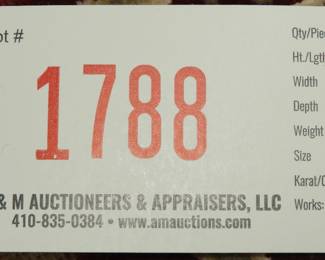 ot #
1788
& M AUCTIONEERS & APPRAISERS, LLC
410-835-0384 • www.amauctions.com
Qty/Pie
Ht./Lgth
Width
Depth
Weight
Size
Karat/
Works: